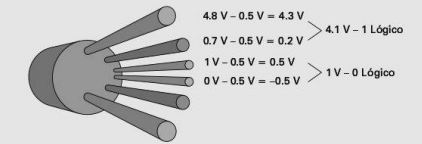 4.8 V – 0.5 V = 4.3 V
0.7 V – 0.5 V = 0.2 V
4.1 V – 1 Lógico
1 V – 0.5 V = 0.5 V
0 V – 0.5 V = –0.5 V
1 V – 0 Lógico